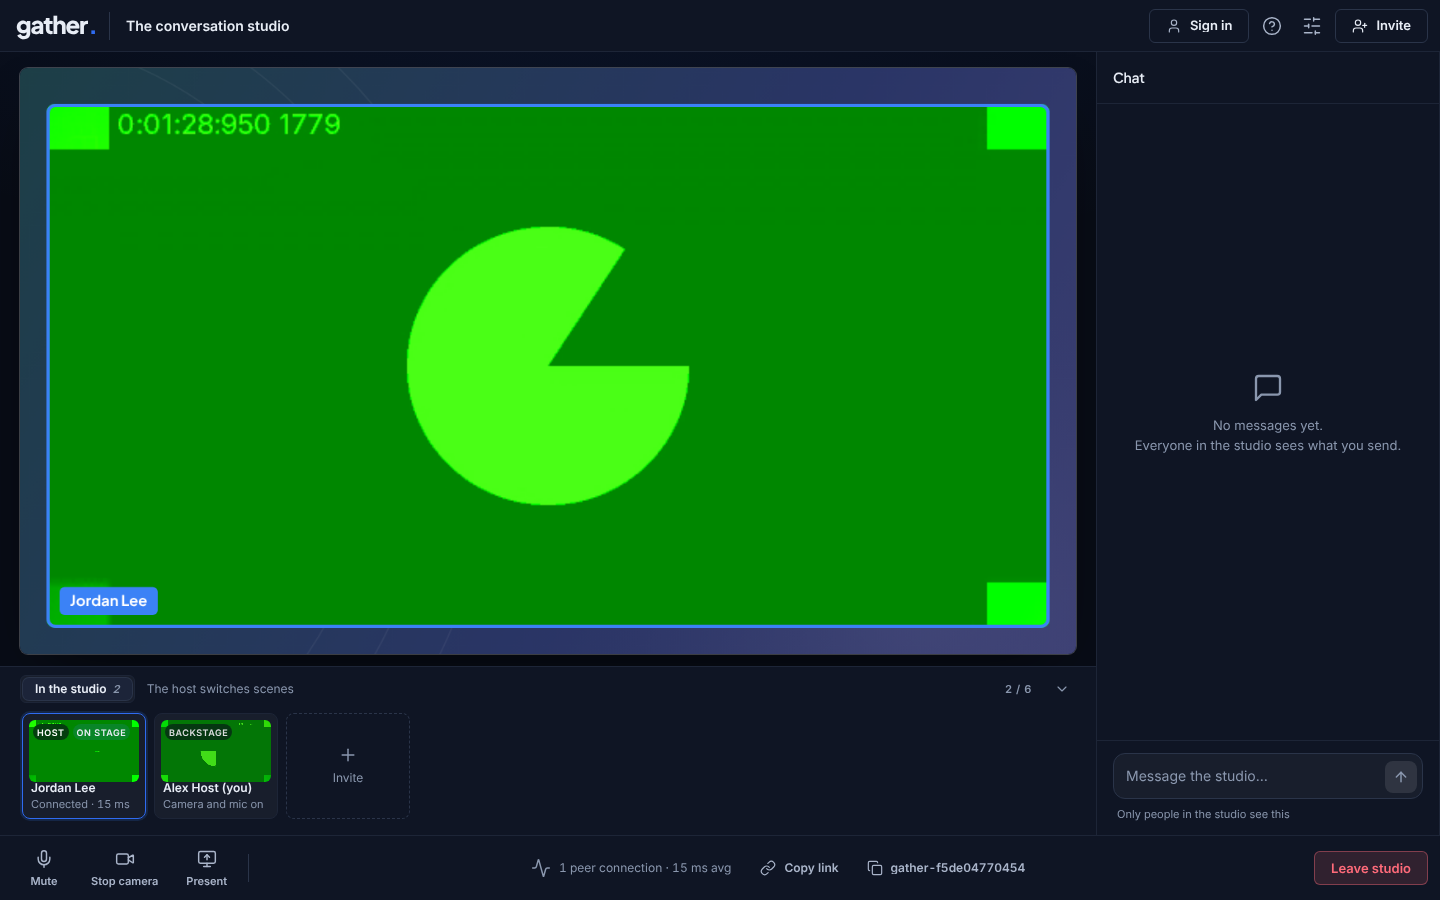 gather.
The conversation studio
Sign in
Invite
0:01:28:950 1779
Jordan Lee
Chat
No messages yet.
Everyone in the studio sees what you send.
In the studio 2
The host switches scenes
2 / 6
HOST
ON STAGE
Jordan Lee
Connected · 15 ms
BACKSTAGE
Alex Host (you)
Camera and mic on
Invite
Message the studio...
Only people in the studio see this
Mute
Stop camera
Present
1 peer connection · 15 ms avg
Copy link
gather-f5de04770454
Leave studio